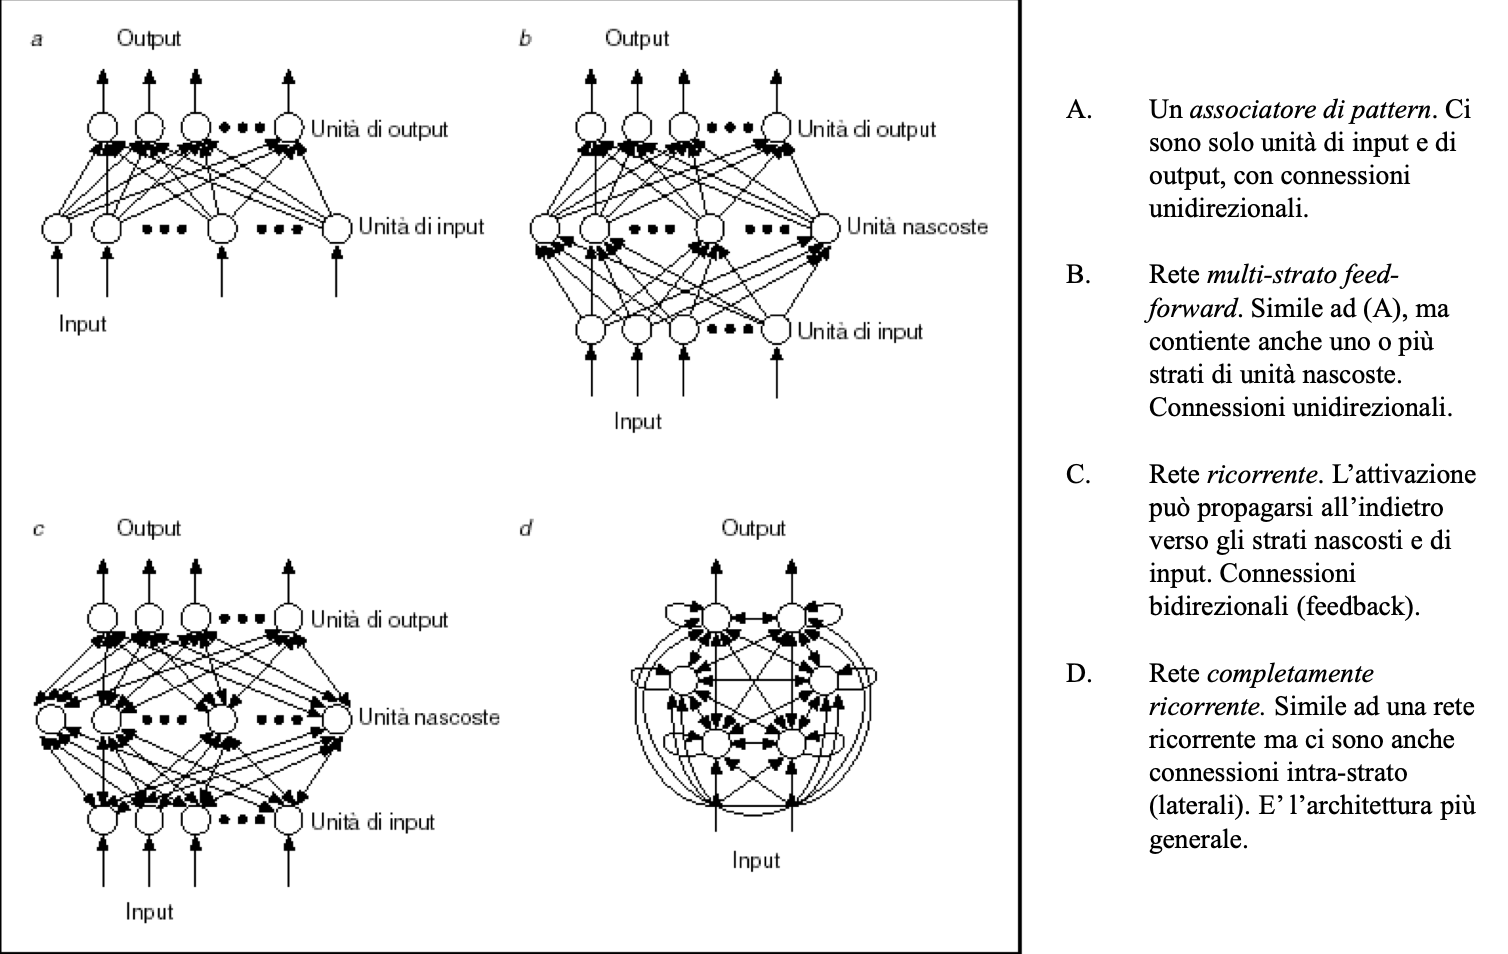 a Output
Unità di output
Unità di input
Input
b Output
Unità di output
Unità nascoste
Unità di input
Input
c Output
Unità di output
Unità nascoste
Unità di input
Input
d Output
Input
A. Un associatore di pattern. Ci
sono solo unità di input e di
output, con connessioni
unidirezionali.
B. Rete multi-strato feed-
forward. Simile ad (A), ma
contiente anche uno o più
strati di unità nascoste.
Connessioni unidirezionali.
C. Rete ricorrente. L’attivazione
può propagarsi all’indietro
verso gli strati nascosti e di
input. Connessioni
bidirezionali (feedback).
D. Rete completamente
ricorrente. Simile ad una rete
ricorrente ma ci sono anche
connessioni intra-strato
(laterali). E’ l’architettura più
generale.